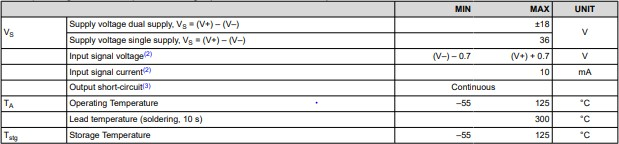 MIN MAX UNIT
V_S Supply voltage dual supply, V_S = (V+) – (V–) ±18 V
Supply voltage single supply, V_S = (V+) – (V–) 36
Input signal voltage(2) (V–) – 0.7 (V+) + 0.7 V
Input signal current(2) 10 mA
Output short-circuit(3) Continuous
T_A Operating Temperature –55 125 °C
Lead temperature (soldering, 10 s) 300 °C
T_stg Storage Temperature –55 125 °C